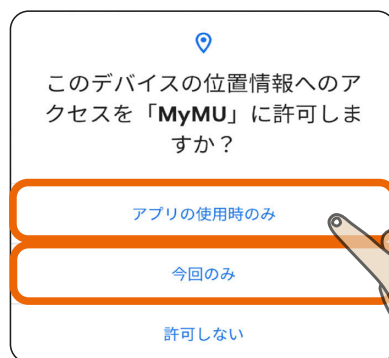 このデバイスの位置情報へのア
クセスを「MyMU」に許可しま
すか？
アプリの使用時のみ
今回のみ
許可しない